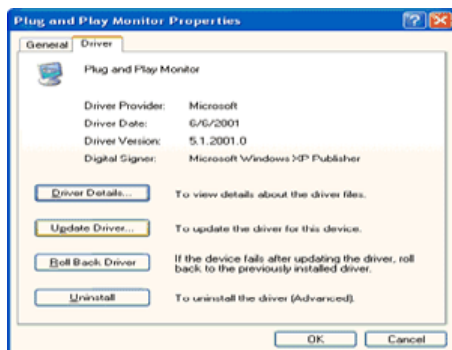 Plug and Play Monitor Properties
General Driver
Plug and Play Monitor
Driver Provider: Microsoft
Driver Date: 6/6/2001
Driver Version: 5.1.2001.0
Digital Signer: Microsoft Windows XP Publisher
Driver Details... To view details about the driver files.
Update Driver... To update the driver for this device.
Roll Back Driver If the device fails after updating the driver, roll
back to the previously installed driver.
Uninstall To uninstall the driver (Advanced).
OK Cancel